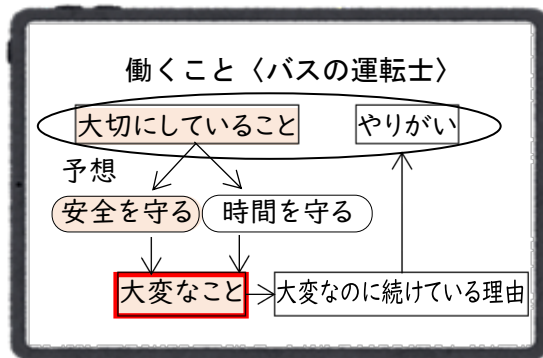 働くこと〈バスの運転士〉
大切にしていること
やりがい
予想
安全を守る
時間を守る
大変なこと
大変なのに続けている理由